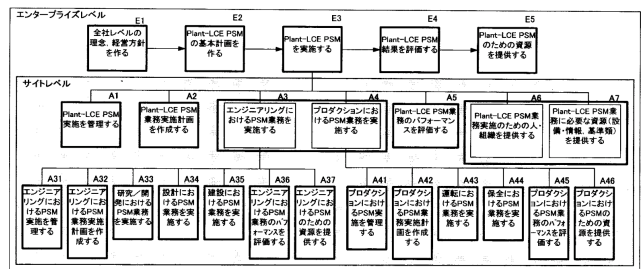 エンタープライズレベル
E1
全社レベルの
理念、経営方針
を作る
E2
Plant-LCE PSM
の基本計画を
作る
E3
Plant-LCE PSM
を実施する
E4
Plant-LCE PSM
結果を評価する
E5
Plant-LCE PSM
のための資源
を提供する
サイトレベル
A1
Plant-LCE PSM
実施を管理する
A2
Plant-LCE PSM
業務実施計画を
作成する
A3
エンジニアリングに
おけるPSM業務を
実施する
A4
プロダクションにお
けるPSM業務を実
施する
A5
Plant-LCE PSM業
務のパフォーマン
スを評価する
A6
Plant-LCE PSM業
務実施のための人・
組織を提供する
A7
Plant-LCE PSM業
務に必要な資源(設
備・情報、基準類)を
提供する
A31
エンジニア
リングにお
けるPSM
実施を管
理する
A32
エンジニア
リングにお
けるPSM
業務実施
計画を作
成する
A33
研究/開
発における
PSM業務
を実施する
A34
設計におけ
るPSM業
務を実施す
る
A35
建設におけ
るPSM業
務を実施す
る
A36
エンジニア
リングにお
けるPSM業
務のパフ
ォーマンスを
評価する
A37
エンジニア
リングにお
けるPSMの
ための資源
を提供する
A41
プロダク
ションにお
けるPSM実
施を管理す
る
A42
プロダク
ションにお
けるPSM業
務実施計
画を作成す
る
A43
運転におけ
るPSM業
務を実施す
る
A44
保全におけ
るPSM業
務を実施す
る
A45
プロダク
ションにお
けるPSM業
務のパフォ
ーマンスを評
価する
A46
プロダクシ
ョンにおけ
るPSMの
ための資
源を提供
する